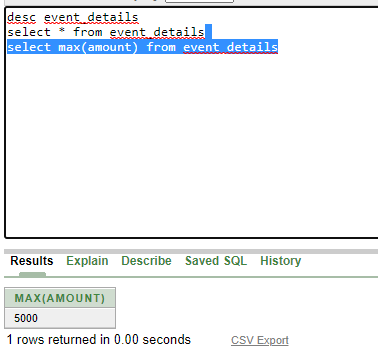 desc event_details
select * from event_details
select max(amount) from event_details
Results Explain Describe Saved SQL History
MAX(AMOUNT)
5000
1 rows returned in 0.00 seconds CSV Export